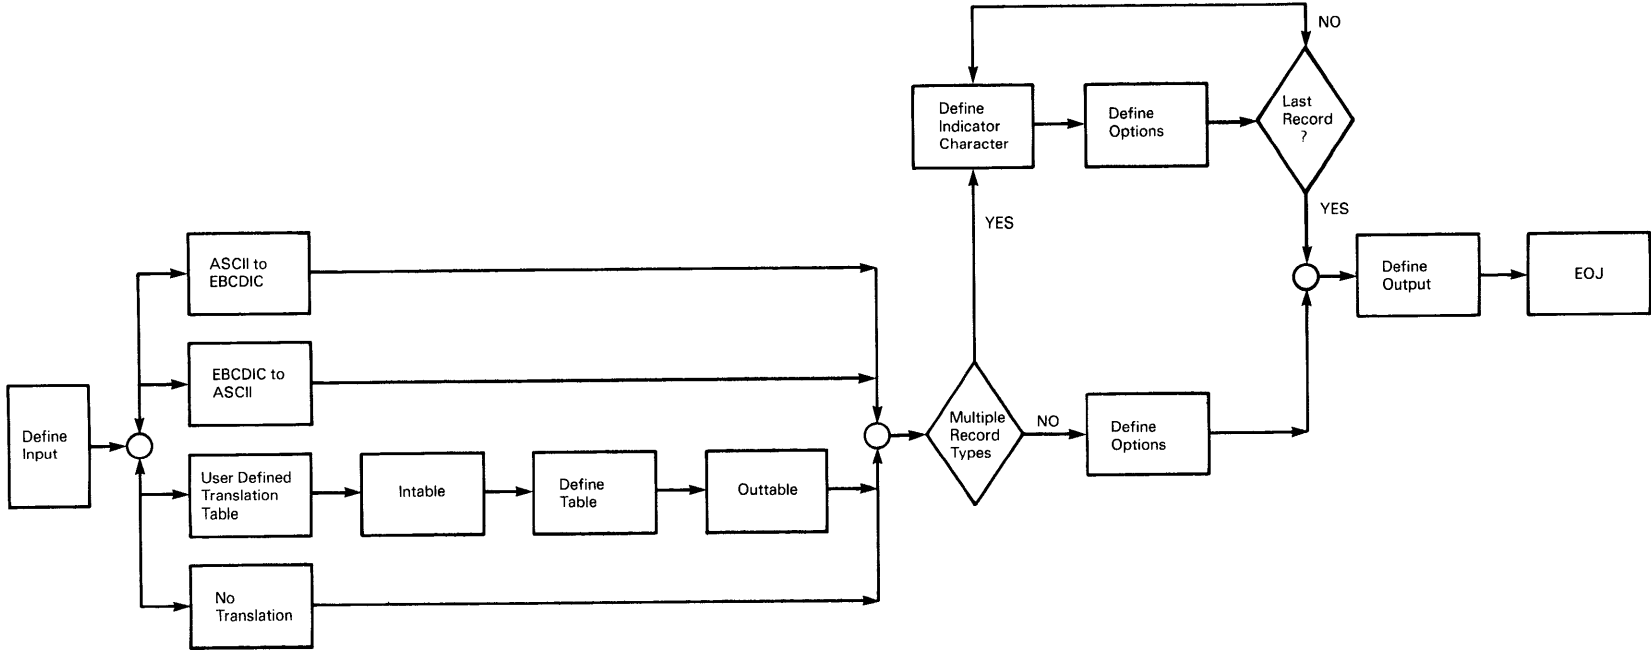 Define
Input
ASCII to
EBCDIC
EBCDIC to
ASCII
User Defined
Translation
Table
Intable
Define
Table
Outtable
No
Translation
Multiple
Record
Types
YES
NO
Define
Indicator
Character
Define
Options
Last
Record
?
NO
YES
Define
Options
Define
Output
EOJ